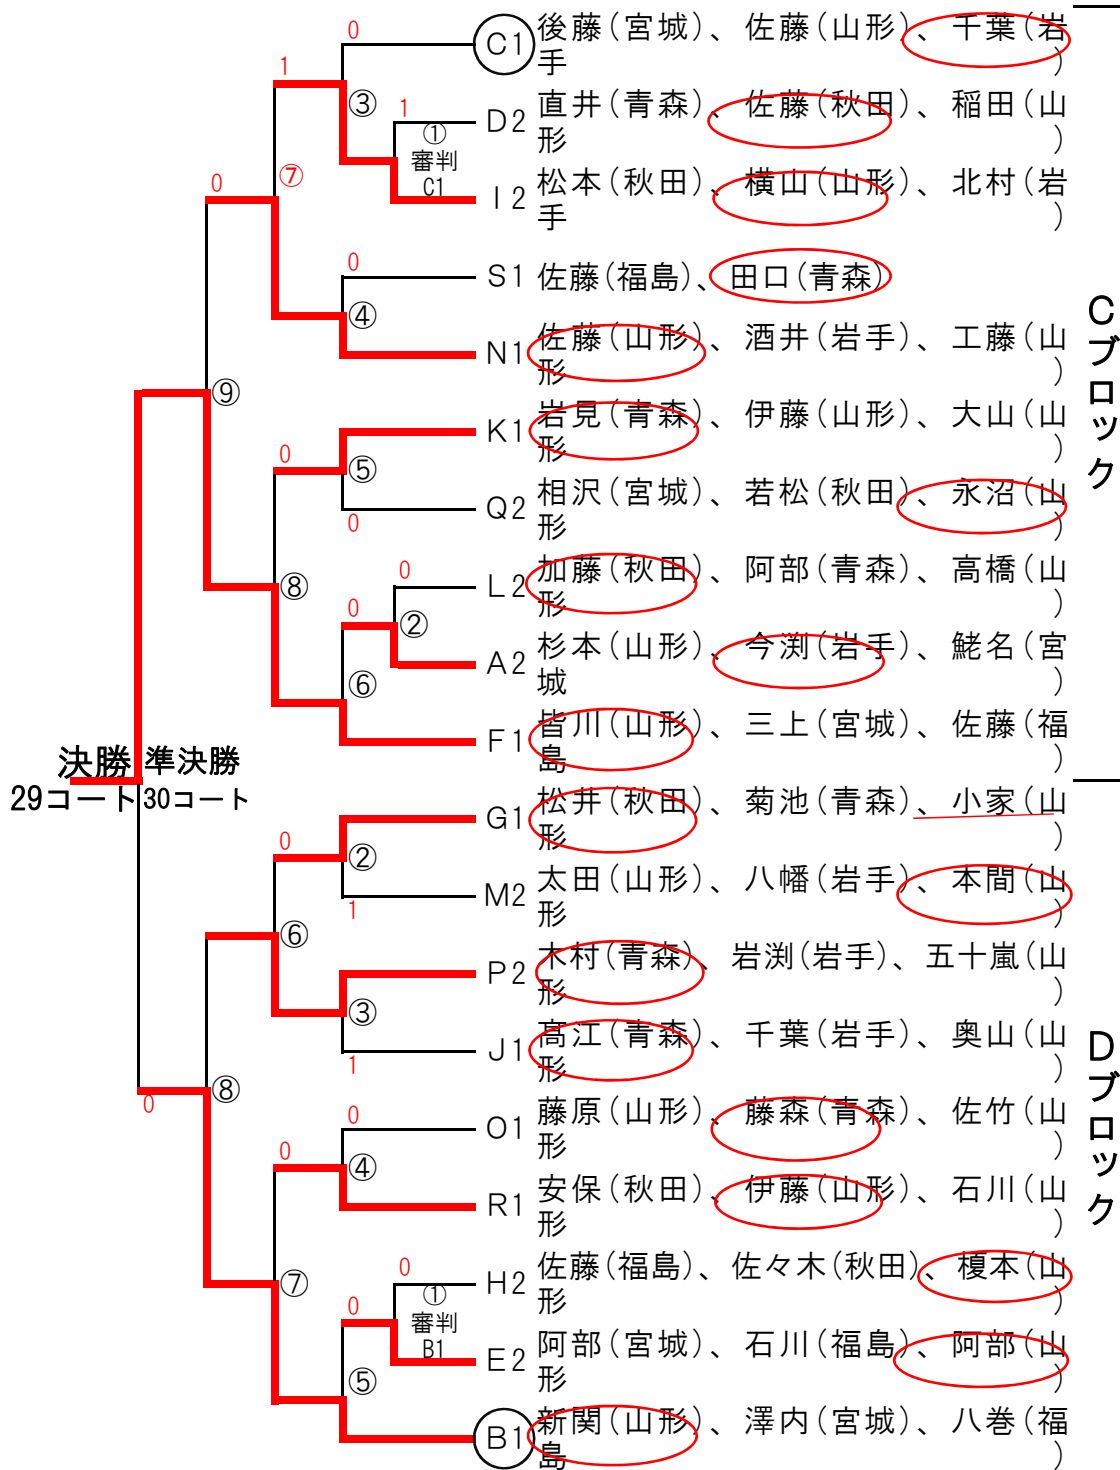 0
C1 後藤(宮城)、佐藤(山形)、千葉(岩
手)
1
③
1
D2 直井(青森)、佐藤(秋田)、稲田(山
形)
①
審判
C1
0
⑦
I2 松本(秋田)、横山(山形)、北村(岩
手)
0
S1 佐藤(福島)、田口(青森)
④
N1 佐藤(山形)、酒井(岩手)、工藤(山
形)
Cブロック
⑨
K1 岩見(青森)、伊藤(山形)、大山(山
形)
0
⑤
Q2 相沢(宮城)、若松(秋田)、永沼(山
形)
0
0
L2 加藤(秋田)、阿部(青森)、高橋(山
形)
⑧
0
②
A2 杉本(山形)、今渕(岩手)、鮱名(宮
城)
⑥
F1 皆川(山形)、三上(宮城)、佐藤(福
島)
決勝 準決勝
29コート 30コート
G1 松井(秋田)、菊池(青森)、小家(山
形)
0
②
M2 太田(山形)、八幡(岩手)、本間(山
形)
1
⑥
P2 木村(青森)、岩渕(岩手)、五十嵐(山
形)
③
J1 高江(青森)、千葉(岩手)、奥山(山
形)
1
Dブロック
⑧
0
0
O1 藤原(山形)、藤森(青森)、佐竹(山
形)
0
④
R1 安保(秋田)、伊藤(山形)、石川(山
形)
0
H2 佐藤(福島)、佐々木(秋田)、榎本(山
形)
⑦
①
審判
B1
0
E2 阿部(宮城)、石川(福島)、阿部(山
形)
⑤
B1 新関(山形)、澤内(宮城)、八巻(福
島)